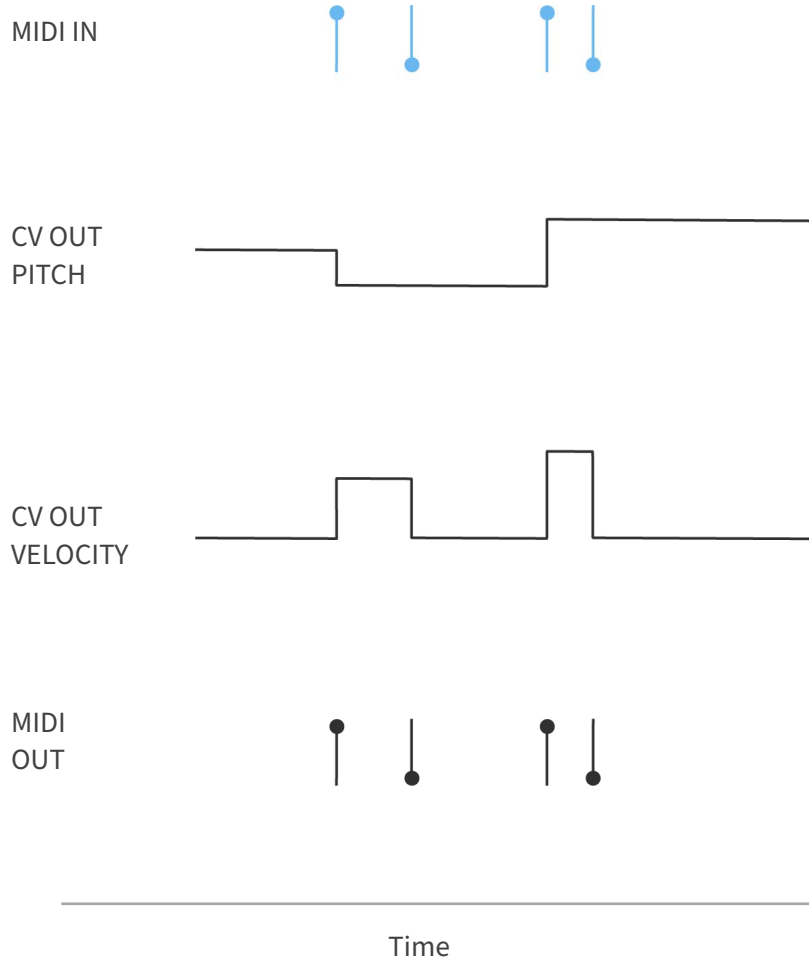 MIDI IN
CV OUT
PITCH
CV OUT
VELOCITY
MIDI
OUT
Time